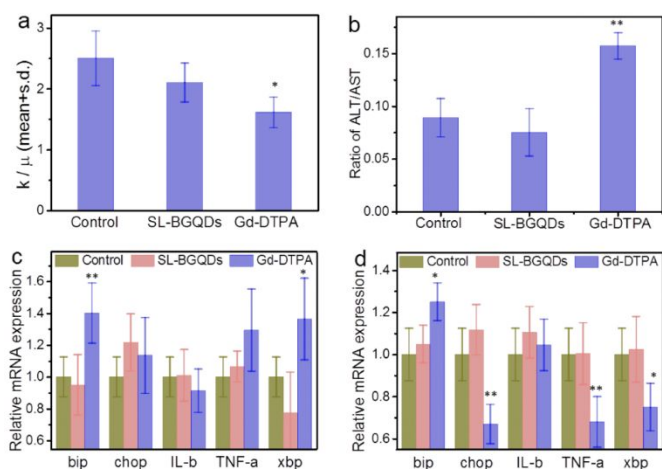 a
k / μ (mean+s.d.)
3
2
1
0
Control SL-BGQDs Gd-DTPA
*
b
Ratio of ALT/AST
0.15
0.10
0.05
0.00
Control SL-BGQDs Gd-DTPA
**
c
Control SL-BGQDs Gd-DTPA
Relative mRNA expression
1.6
1.4
1.2
1.0
0.8
0.6
** *
bip chop IL-b TNF-a xbp
d
Control SL-BGQDs Gd-DTPA
Relative mRNA expression
1.4
1.2
1.0
0.8
0.6
* ** ** *
bip chop IL-b TNF-a xbp